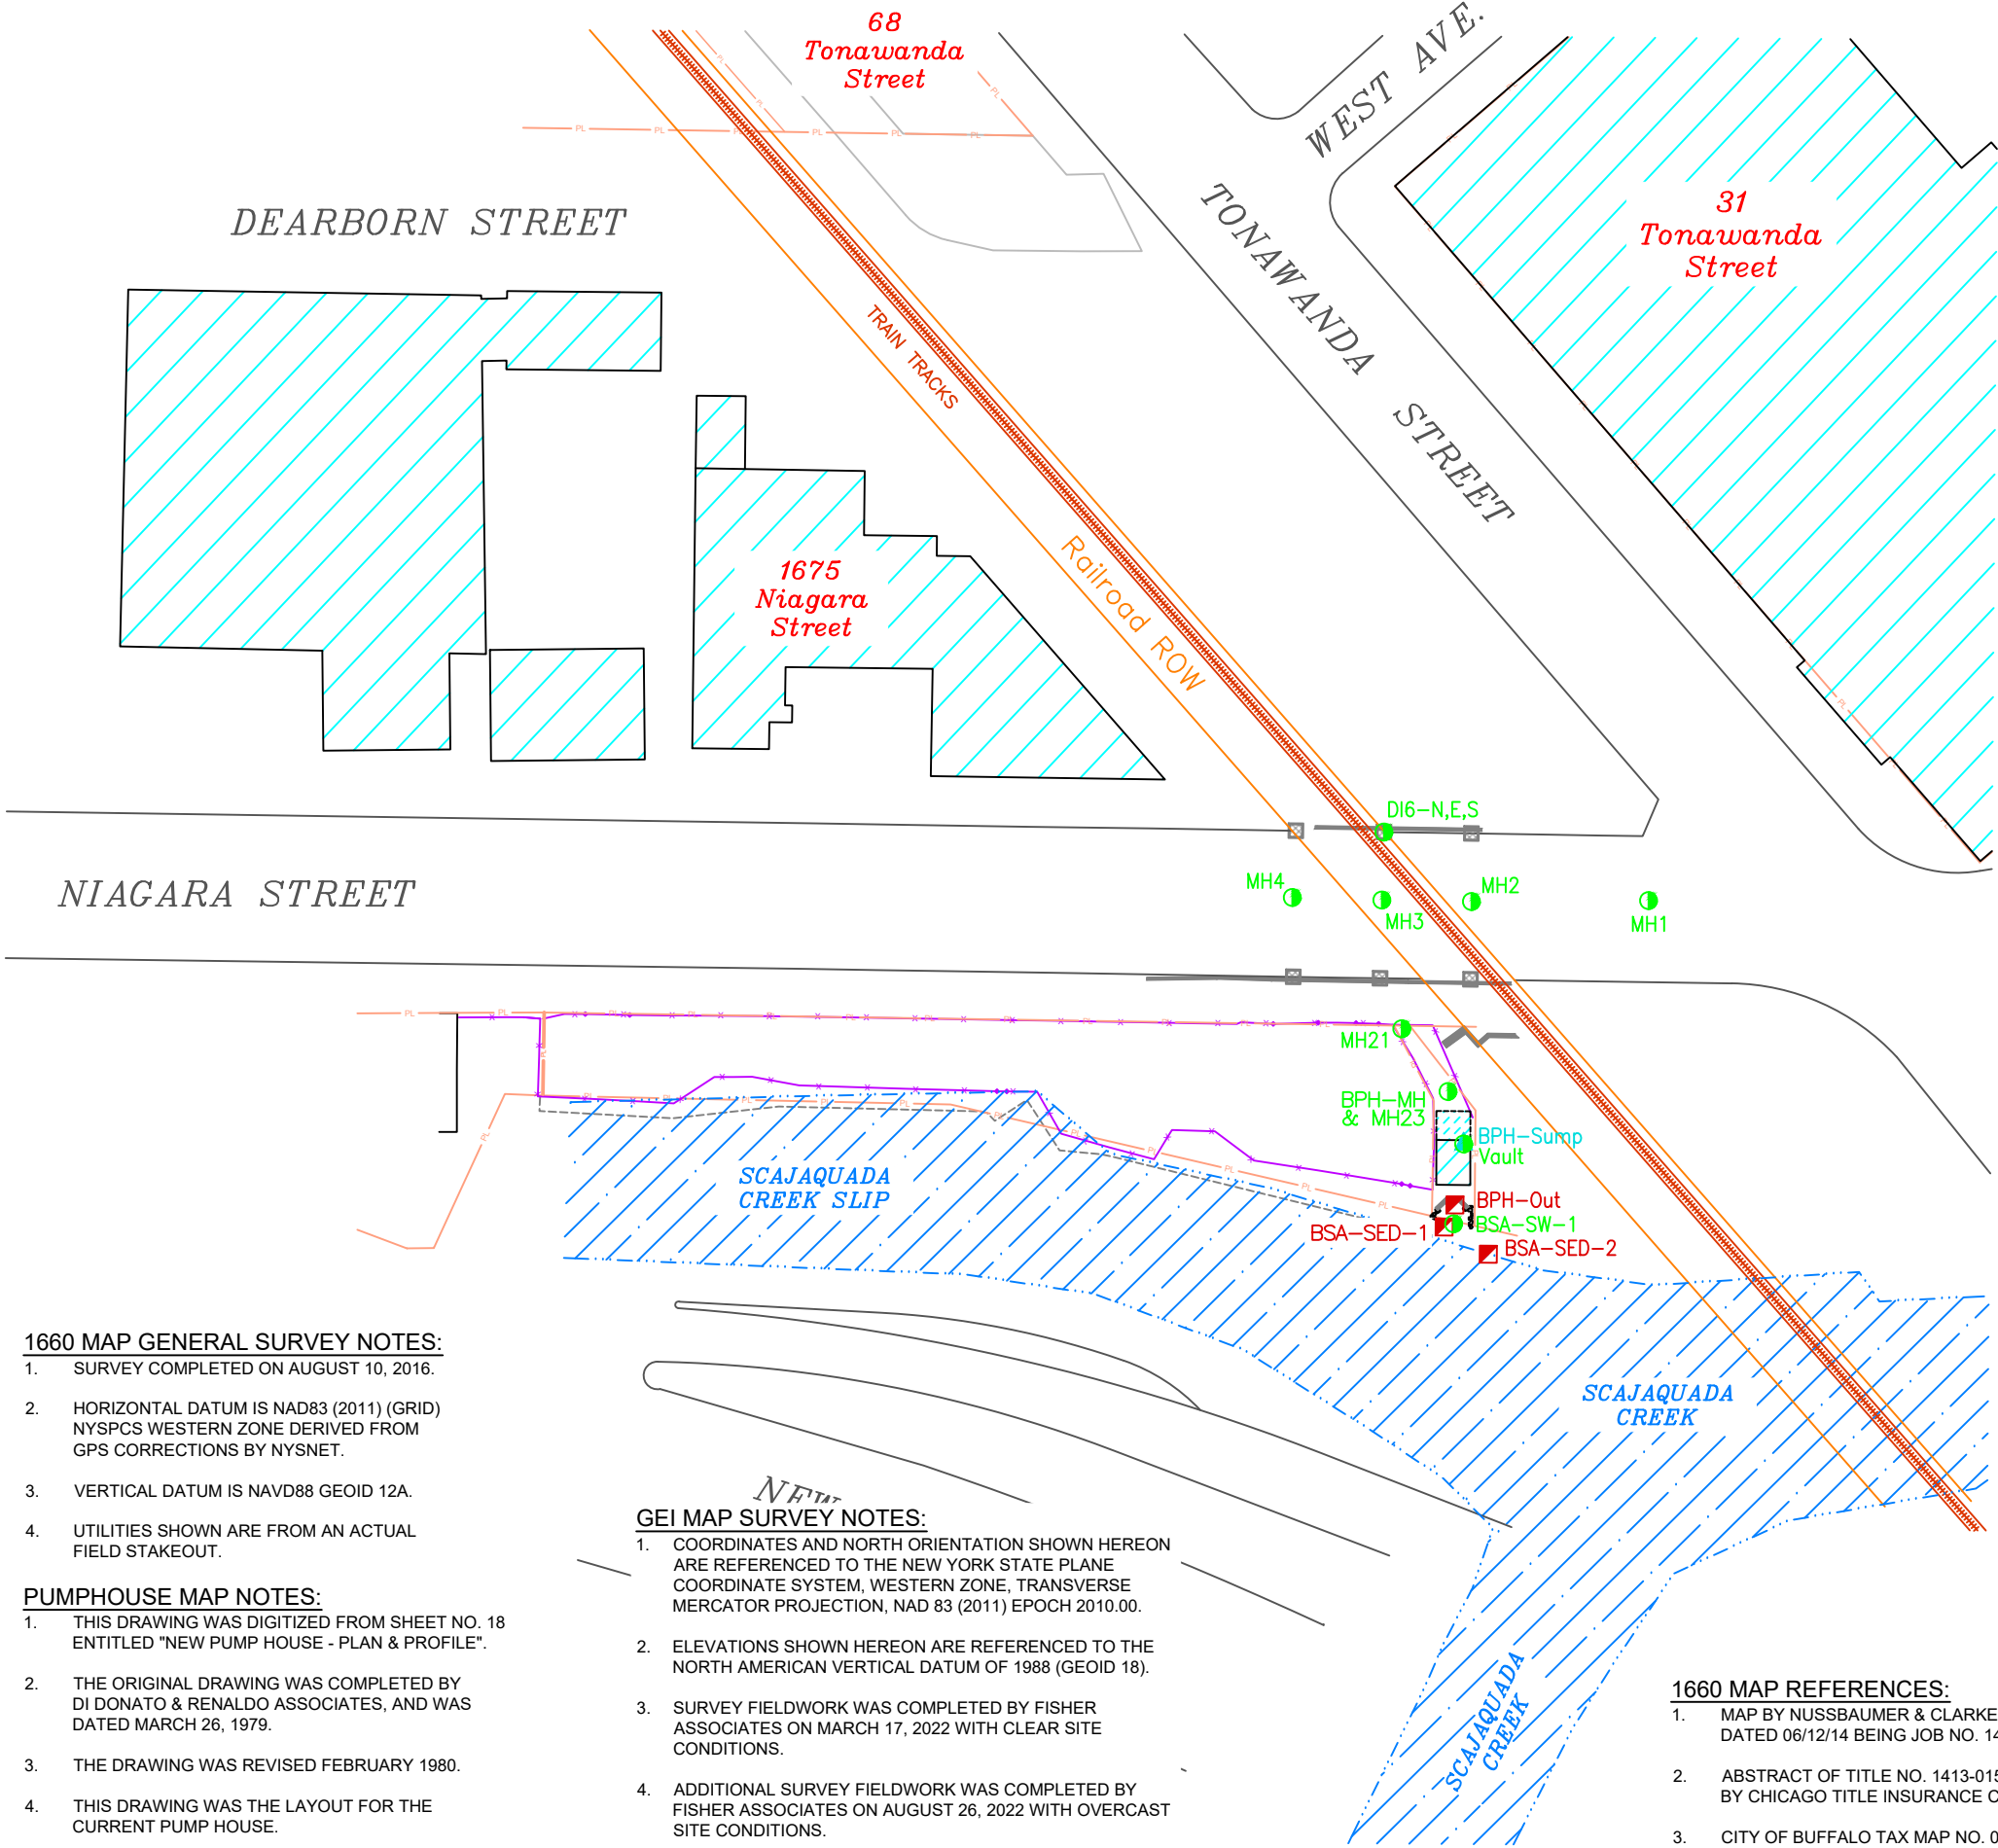 68
Tonawanda
Street
WEST AVE.
31
Tonawanda
Street
DEARBORN STREET
TONAWANDA STREET
TRAIN TRACKS
Railroad ROW
1675
Niagara
Street
DI6-N,E,S
NIAGARA STREET
MH4
MH3
MH2
MH1
MH21
BPH-MH
& MH23
BPH-Sump
Vault
BPH-Out
BSA-SW-1
BSA-SED-1
BSA-SED-2
SCAJAQUADA
CREEK SLIP
SCAJAQUADA
CREEK
SCAJAQUADA
CREEK
NEW
PL
1660 MAP GENERAL SURVEY NOTES:
1. SURVEY COMPLETED ON AUGUST 10, 2016.
2. HORIZONTAL DATUM IS NAD83 (2011) (GRID)
NYSPCS WESTERN ZONE DERIVED FROM
GPS CORRECTIONS BY NYSNET.
3. VERTICAL DATUM IS NAVD88 GEOID 12A.
4. UTILITIES SHOWN ARE FROM AN ACTUAL
FIELD STAKEOUT.
PUMPHOUSE MAP NOTES:
1. THIS DRAWING WAS DIGITIZED FROM SHEET NO. 18
ENTITLED "NEW PUMP HOUSE - PLAN & PROFILE".
2. THE ORIGINAL DRAWING WAS COMPLETED BY
DI DONATO & RENALDO ASSOCIATES, AND WAS
DATED MARCH 26, 1979.
3. THE DRAWING WAS REVISED FEBRUARY 1980.
4. THIS DRAWING WAS THE LAYOUT FOR THE
CURRENT PUMP HOUSE.
GEI MAP SURVEY NOTES:
1. COORDINATES AND NORTH ORIENTATION SHOWN HEREON
ARE REFERENCED TO THE NEW YORK STATE PLANE
COORDINATE SYSTEM, WESTERN ZONE, TRANSVERSE
MERCATOR PROJECTION, NAD 83 (2011) EPOCH 2010.00.
2. ELEVATIONS SHOWN HEREON ARE REFERENCED TO THE
NORTH AMERICAN VERTICAL DATUM OF 1988 (GEOID 18).
3. SURVEY FIELDWORK WAS COMPLETED BY FISHER
ASSOCIATES ON MARCH 17, 2022 WITH CLEAR SITE
CONDITIONS.
4. ADDITIONAL SURVEY FIELDWORK WAS COMPLETED BY
FISHER ASSOCIATES ON AUGUST 26, 2022 WITH OVERCAST
SITE CONDITIONS.
1660 MAP REFERENCES:
1. MAP BY NUSSBAUMER & CLARKE
DATED 06/12/14 BEING JOB NO. 14
2. ABSTRACT OF TITLE NO. 1413-015
BY CHICAGO TITLE INSURANCE C
3. CITY OF BUFFALO TAX MAP NO. 0